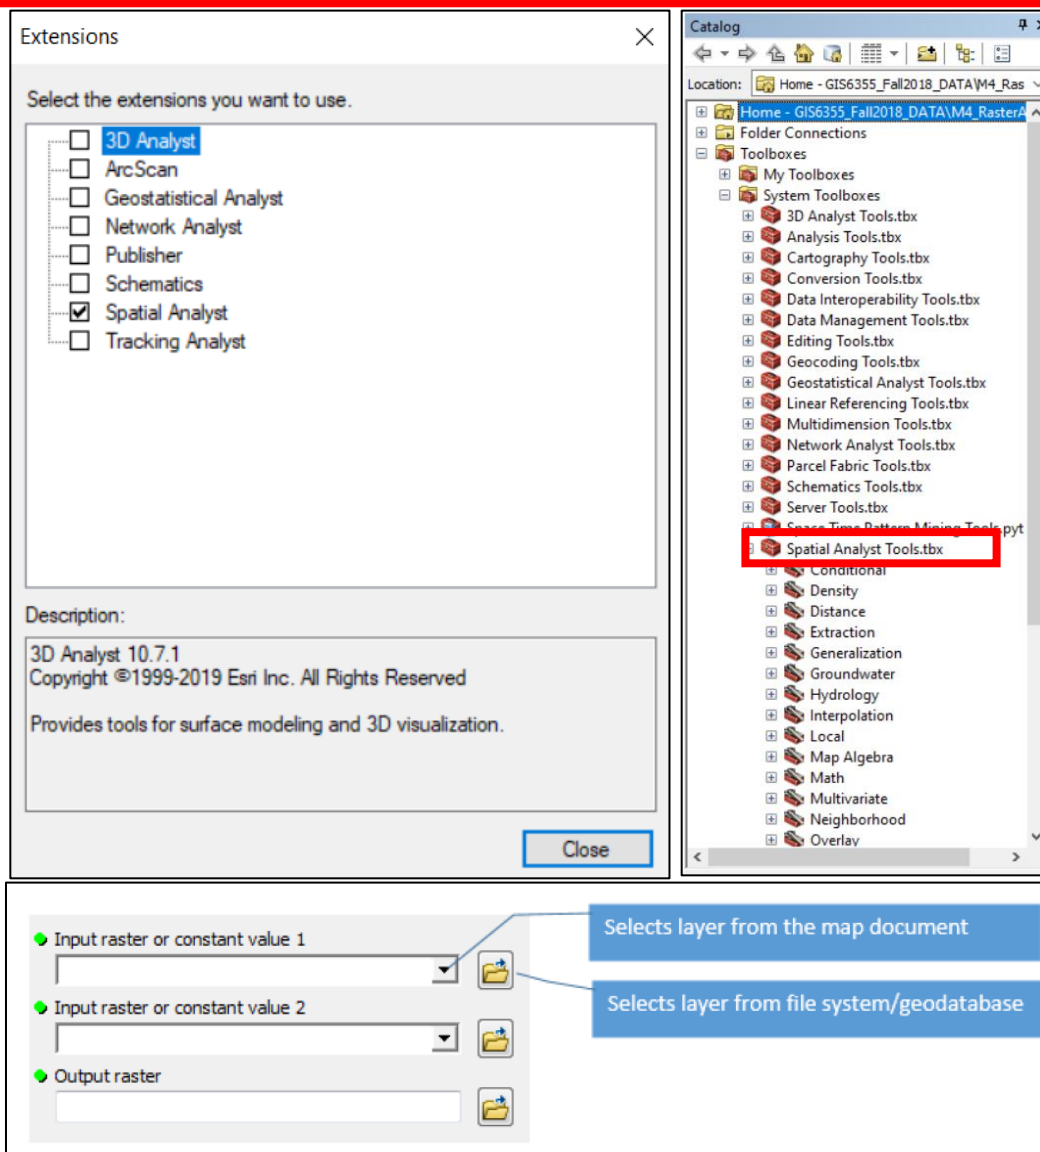 Extensions
Select the extensions you want to use.
3D Analyst
ArcScan
Geostatistical Analyst
Network Analyst
Publisher
Schematics
Spatial Analyst
Tracking Analyst
Description:
3D Analyst 10.7.1
Copyright ©1999-2019 Esri Inc. All Rights Reserved
Provides tools for surface modeling and 3D visualization.
Close
Catalog
Location: Home - GIS6355_Fall2018_DATA\M4_Ras
Home - GIS6355_Fall2018_DATA\M4_RasterA
Folder Connections
Toolboxes
My Toolboxes
System Toolboxes
3D Analyst Tools.tbx
Analysis Tools.tbx
Cartography Tools.tbx
Conversion Tools.tbx
Data Interoperability Tools.tbx
Data Management Tools.tbx
Editing Tools.tbx
Geocoding Tools.tbx
Geostatistical Analyst Tools.tbx
Linear Referencing Tools.tbx
Multidimension Tools.tbx
Network Analyst Tools.tbx
Parcel Fabric Tools.tbx
Schematics Tools.tbx
Server Tools.tbx
Space Time Pattern Mining Tools.pyt
Spatial Analyst Tools.tbx
Conditional
Density
Distance
Extraction
Generalization
Groundwater
Hydrology
Interpolation
Local
Map Algebra
Math
Multivariate
Neighborhood
Overlay
Input raster or constant value 1
Input raster or constant value 2
Output raster
Selects layer from the map document
Selects layer from file system/geodatabase